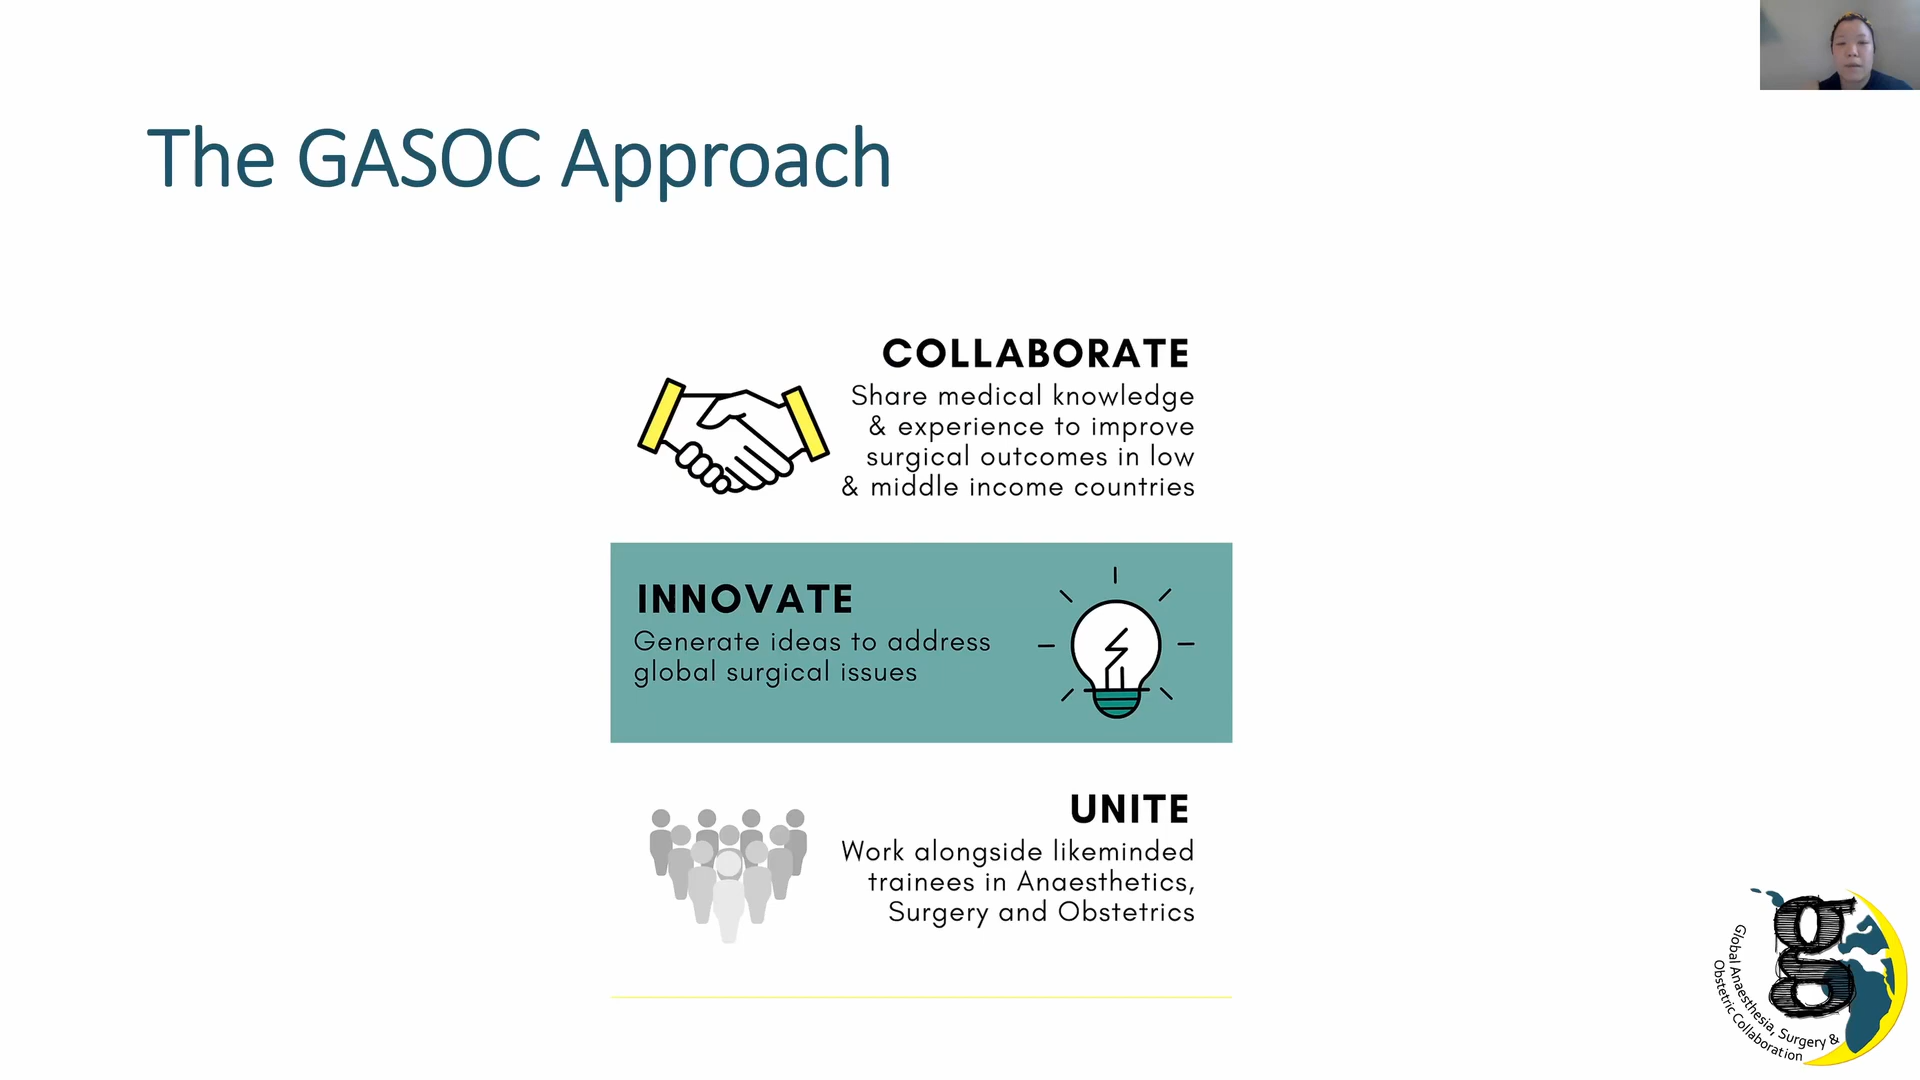 The GASOC Approach
COLLABORATE
Share medical knowledge
& experience to improve
surgical outcomes in low
& middle income countries
INNOVATE
Generate ideas to address
global surgical issues
UNITE
Work alongside likeminded
trainees in Anaesthetics,
Surgery and Obstetrics
g
Global Anaesthesia, Surgery &
Obstetric Collaboration